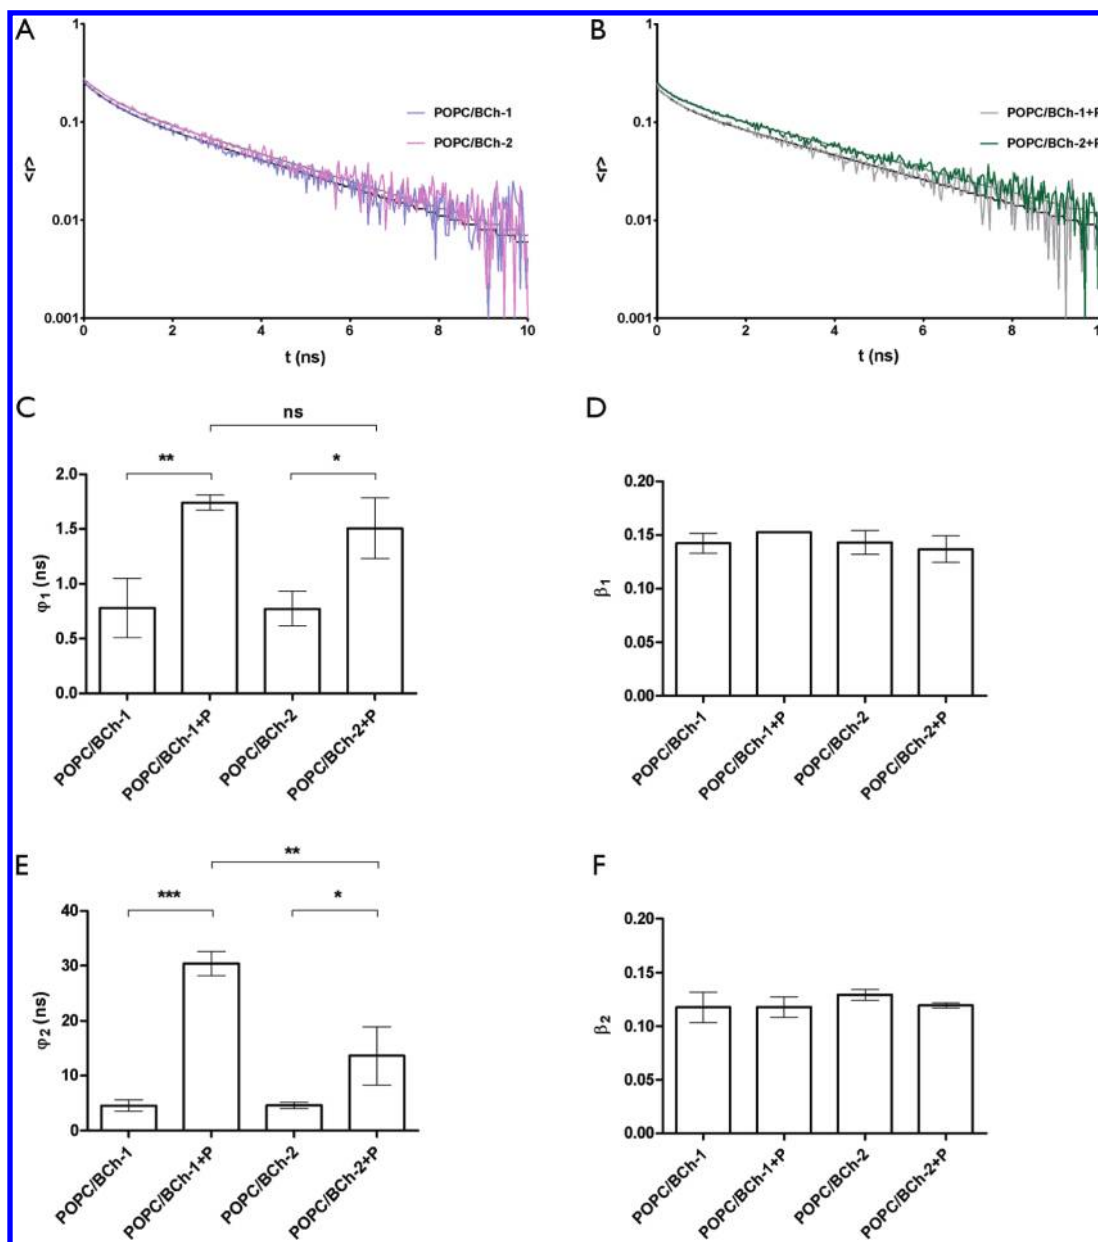 A
1
0.1
0.01
0.001
<r>
0
2
4
6
8
10
t (ns)
POPC/BCh-1
POPC/BCh-2
B
1
0.1
0.01
0.001
<r>
0
2
4
6
8
1
t (ns)
POPC/BCh-1+P
POPC/BCh-2+P
C
ns
**
*
2.0
1.5
1.0
0.5
0.0
φ1 (ns)
POPC/BCh-1
POPC/BCh-1+P
POPC/BCh-2
POPC/BCh-2+P
D
0.20
0.15
0.10
0.05
0.00
β1
POPC/BCh-1
POPC/BCh-1+P
POPC/BCh-2
POPC/BCh-2+P
E
**
***
*
40
30
20
10
0
φ2 (ns)
POPC/BCh-1
POPC/BCh-1+P
POPC/BCh-2
POPC/BCh-2+P
F
0.20
0.15
0.10
0.05
0.00
β2
POPC/BCh-1
POPC/BCh-1+P
POPC/BCh-2
POPC/BCh-2+P